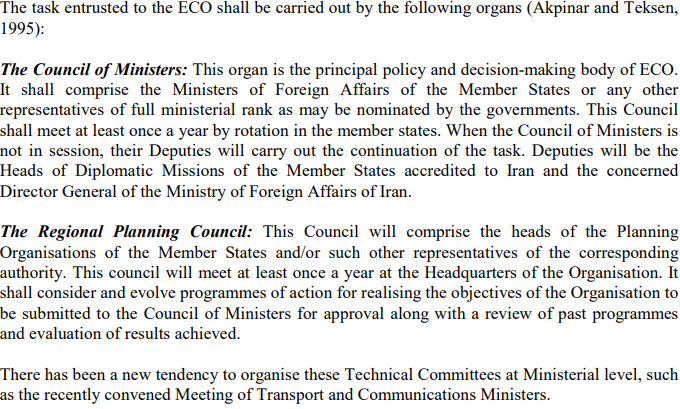 The task entrusted to the ECO shall be carried out by the following organs (Akpinar and Teksen,
1995):
The Council of Ministers: This organ is the principal policy and decision-making body of ECO.
It shall comprise the Ministers of Foreign Affairs of the Member States or any other
representatives of full ministerial rank as may be nominated by the governments. This Council
shall meet at least once a year by rotation in the member states. When the Council of Ministers is
not in session, their Deputies will carry out the continuation of the task. Deputies will be the
Heads of Diplomatic Missions of the Member States accredited to Iran and the concerned
Director General of the Ministry of Foreign Affairs of Iran.
The Regional Planning Council: This Council will comprise the heads of the Planning
Organisations of the Member States and/or such other representatives of the corresponding
authority. This council will meet at least once a year at the Headquarters of the Organisation. It
shall consider and evolve programmes of action for realising the objectives of the Organisation to
be submitted to the Council of Ministers for approval along with a review of past programmes
and evaluation of results achieved.
There has been a new tendency to organise these Technical Committees at Ministerial level, such
as the recently convened Meeting of Transport and Communications Ministers.